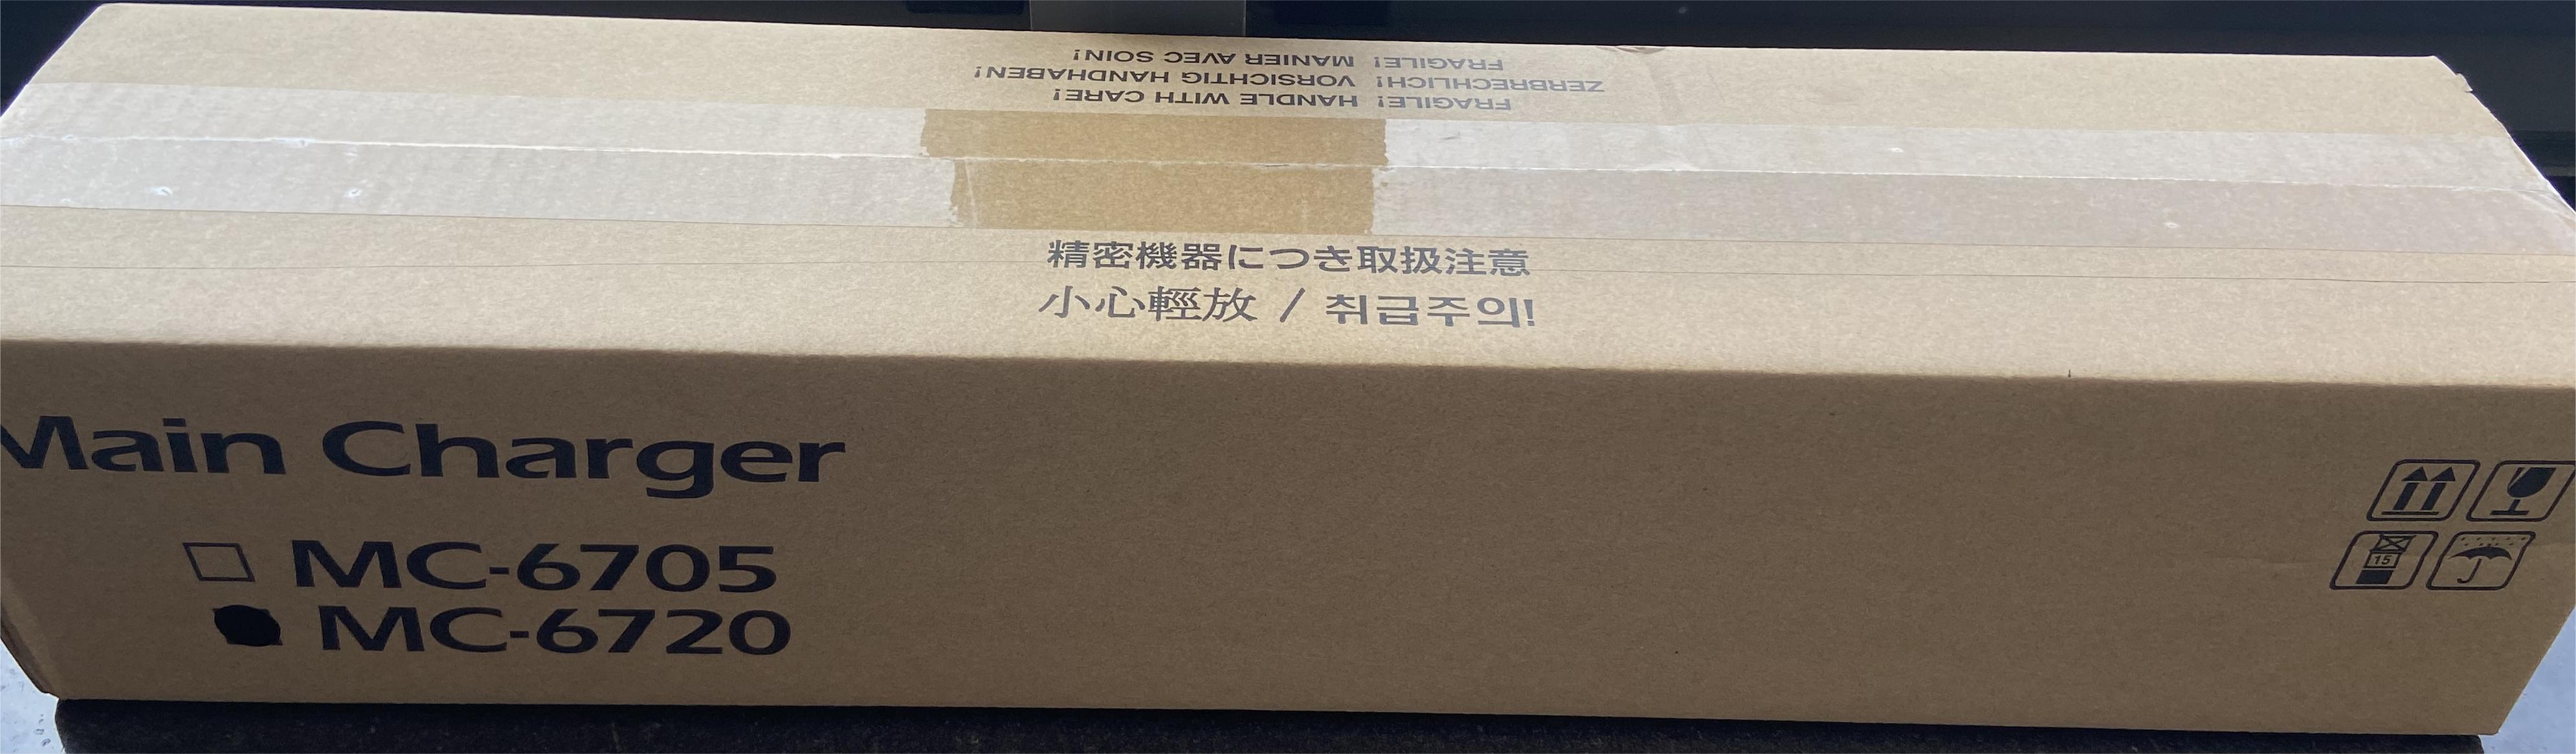 FRAGILE! HANDLE WITH CARE!
ZERBRECHLICH! VORSICHTIG HANDHABEN!
FRAGILE! MANIER AVEC SOIN!
精密機器につき取扱注意
小心輕放 / 취급주의!
Main Charger
MC-6705
MC-6720
15